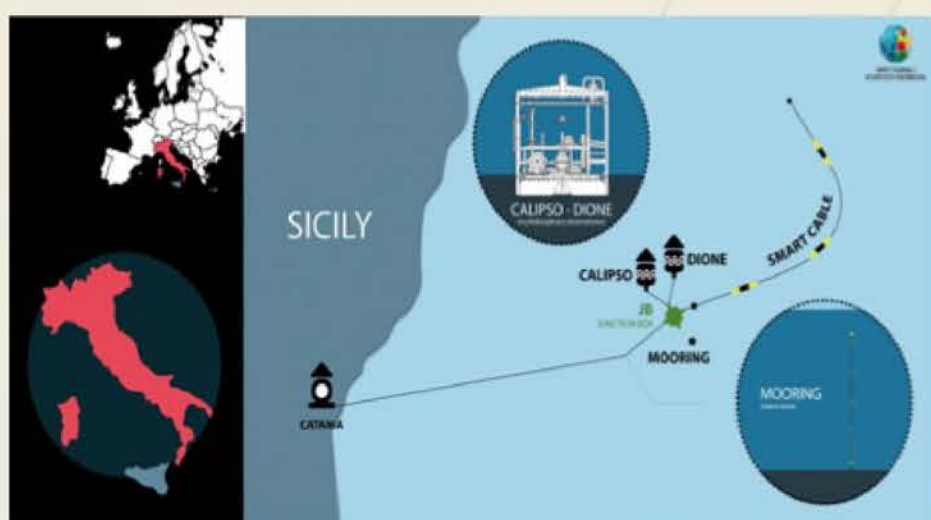 SICILY
CALIPSO - DIONE
SMART CABLE
DIONE
CALIPSO
JB
JUNCTION BOX
MOORING
MOORING
CATANIA